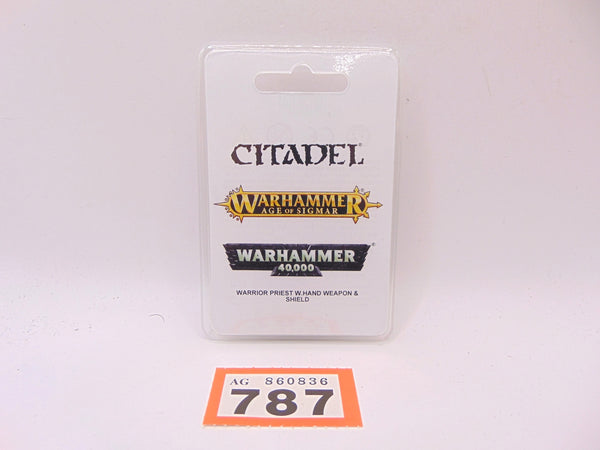 CITADEL
WARHAMMER
AGE OF SIGMAR
WARHAMMER
40,000
WARRIOR PRIEST W.HAND WEAPON &
SHIELD
AG 860836
787